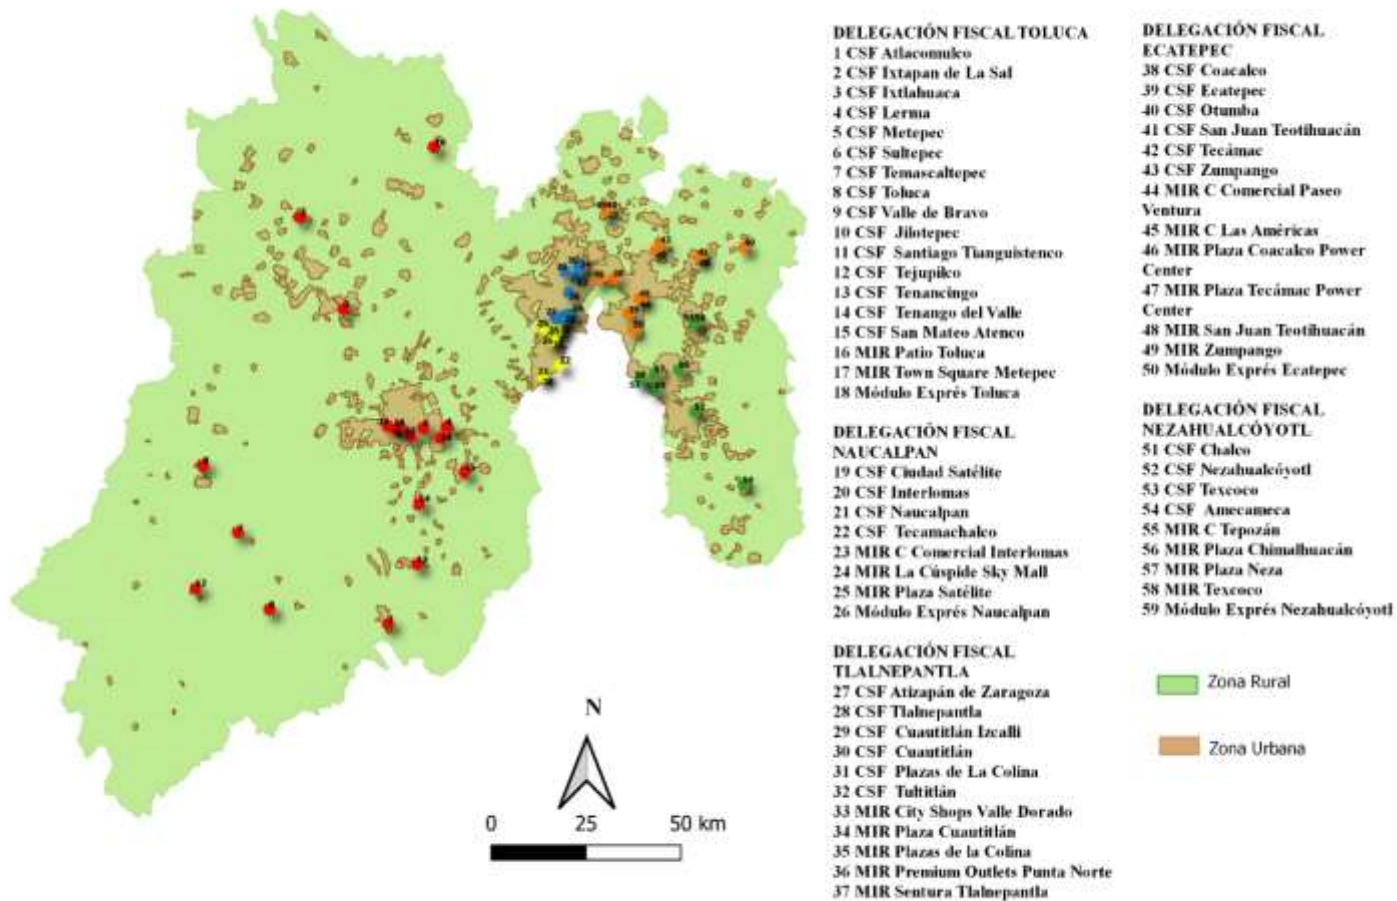 DELEGACIÓN FISCAL TOLUCA
1 CSF Atlacomulco
2 CSF Ixtapan de La Sal
3 CSF Ixtlahuaca
4 CSF Lerma
5 CSF Metepec
6 CSF Sultepec
7 CSF Temascaltepec
8 CSF Toluca
9 CSF Valle de Bravo
10 CSF Jilotepec
11 CSF Santiago Tianguistenco
12 CSF Tejupilco
13 CSF Tenancingo
14 CSF Tenango del Valle
15 CSF San Mateo Atenco
16 MIR Patio Toluca
17 MIR Town Square Metepec
18 Módulo Exprés Toluca
DELEGACIÓN FISCAL
NAUCALPAN
19 CSF Ciudad Satélite
20 CSF Interlomas
21 CSF Naucalpan
22 CSF Tecamachalco
23 MIR C Comercial Interlomas
24 MIR La Cúspide Sky Mall
25 MIR Plaza Satélite
26 Módulo Exprés Naucalpan
DELEGACIÓN FISCAL
TLALNEPANTLA
27 CSF Atizapán de Zaragoza
28 CSF Tlalnepantla
29 CSF Cuautitlán Izcalli
30 CSF Cuautitlán
31 CSF Plazas de La Colina
32 CSF Tultitlán
33 MIR City Shops Valle Dorado
34 MIR Plaza Cuautitlán
35 MIR Plazas de la Colina
36 MIR Premium Outlets Punta Norte
37 MIR Sentura Tlalnepantla
DELEGACIÓN FISCAL
ECATEPEC
38 CSF Coacalco
39 CSF Ecatepec
40 CSF Otumba
41 CSF San Juan Teotihuacán
42 CSF Tecámac
43 CSF Zumpango
44 MIR C Comercial Paseo
Ventura
45 MIR C Las Américas
46 MIR Plaza Coacalco Power
Center
47 MIR Plaza Tecámac Power
Center
48 MIR San Juan Teotihuacán
49 MIR Zumpango
50 Módulo Exprés Ecatepec
DELEGACIÓN FISCAL
NEZAHUALCÓYOTL
51 CSF Chalco
52 CSF Nezahualcóyotl
53 CSF Texcoco
54 CSF Amecameca
55 MIR C Tepozán
56 MIR Plaza Chimalhuacán
57 MIR Plaza Neza
58 MIR Texcoco
59 Módulo Exprés Nezahualcóyotl
Zona Rural
Zona Urbana
N
0 25 50 km